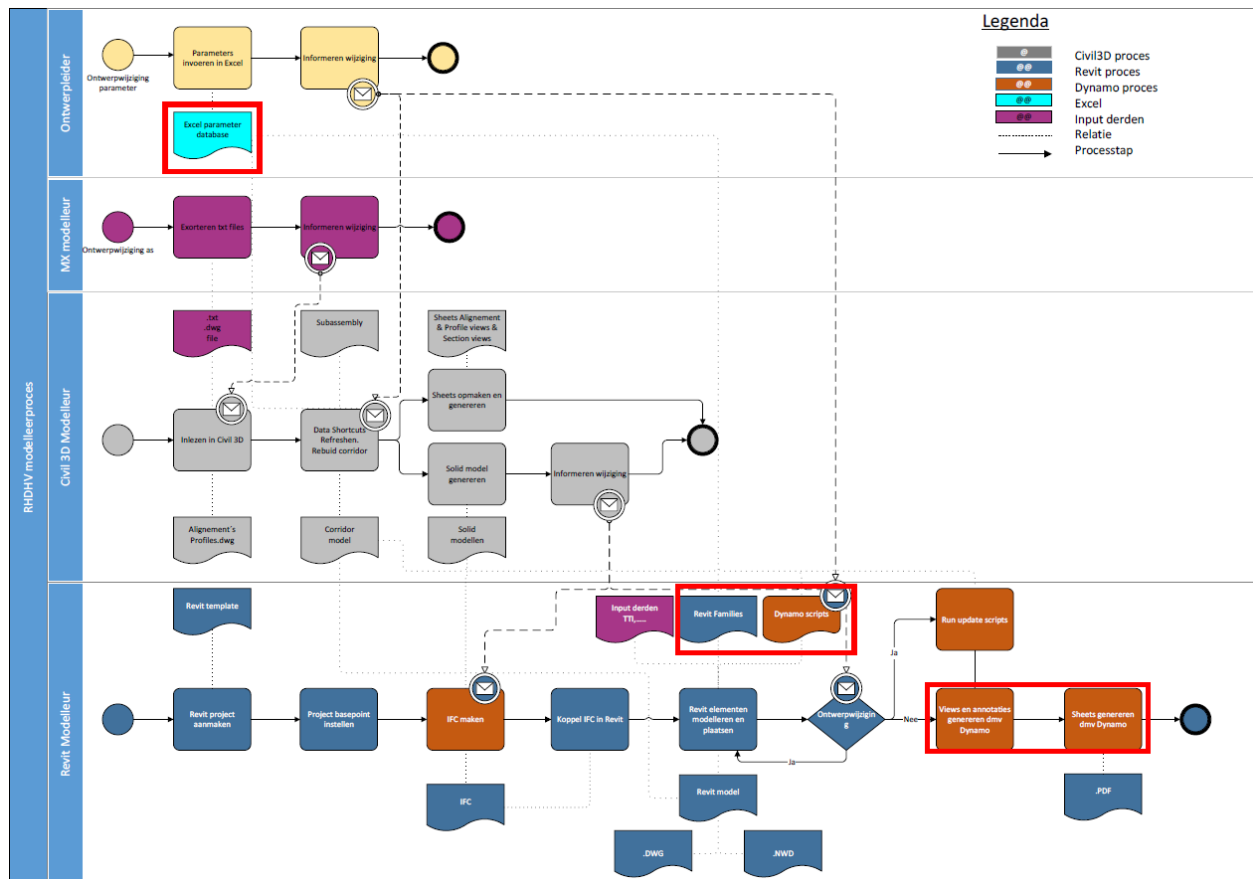 RHDHV modelleerproces
Ontwerpleider
Ontwerpwijziging
parameter
Parameters
invoeren in Excel
Informeren wijziging
Excel parameter
database
Legenda
@
Civil3D proces
@@
Revit proces
@@
Dynamo proces
@@
Excel
@@
Input derden
Relatie
Processtap
MX modelleur
Ontwerpwijziging as
Exorteren txt files
Informeren wijziging
Civil 3D Modelleur
.txt
.dwg
file
Subassembly
Sheets Alignement
& Profile views &
Section views
Inlezen in Civil 3D
Data Shortcuts
Refreshen.
Rebuid corridor
Sheets opmaken en
genereren
Solid model
genereren
Informeren wijziging
Alignement´s
Profiles.dwg
Corridor
model
Solid
modellen
Revit Modelleur
Revit template
Input derden
TTI,.....
Revit Families
Dynamo scripts
Run update scripts
Ja
Revit project
aanmaken
Project basepoint
instellen
IFC maken
Koppel IFC in Revit
Revit elementen
modelleren en
plaatsen
Ontwerpwijzigin
g
Nee
Views en annotaties
genereren dmv
Dynamo
Sheets genereren
dmv Dynamo
Ja
IFC
Revit model
.PDF
.DWG
.NWD